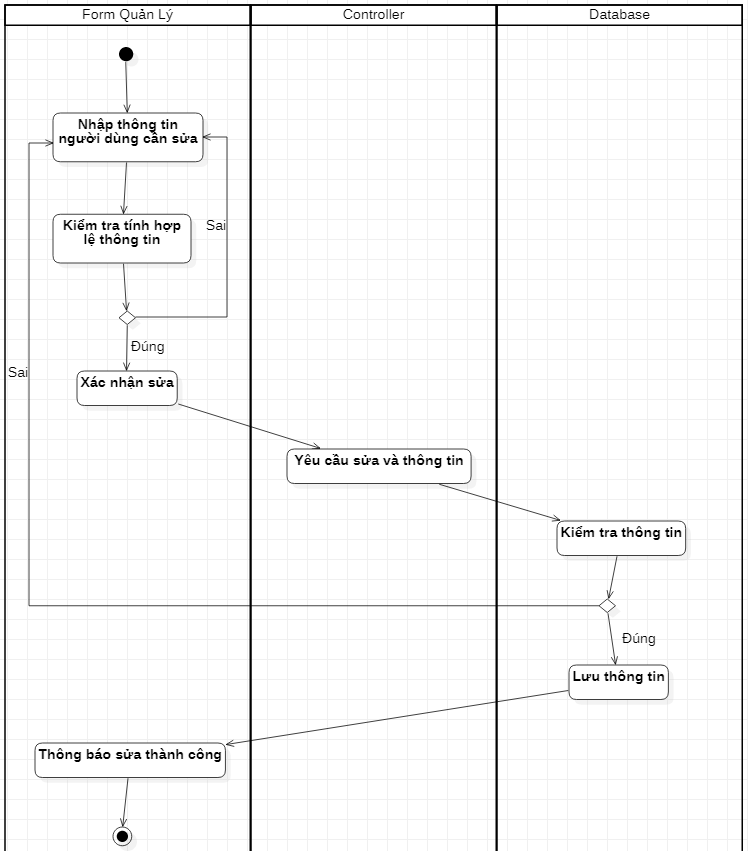 Form Quản Lý
Controller
Database
Nhập thông tin
người dùng cần sửa
Kiểm tra tính hợp
lệ thông tin
Sai
Đúng
Sai
Xác nhận sửa
Yêu cầu sửa và thông tin
Kiểm tra thông tin
Đúng
Lưu thông tin
Thông báo sửa thành công